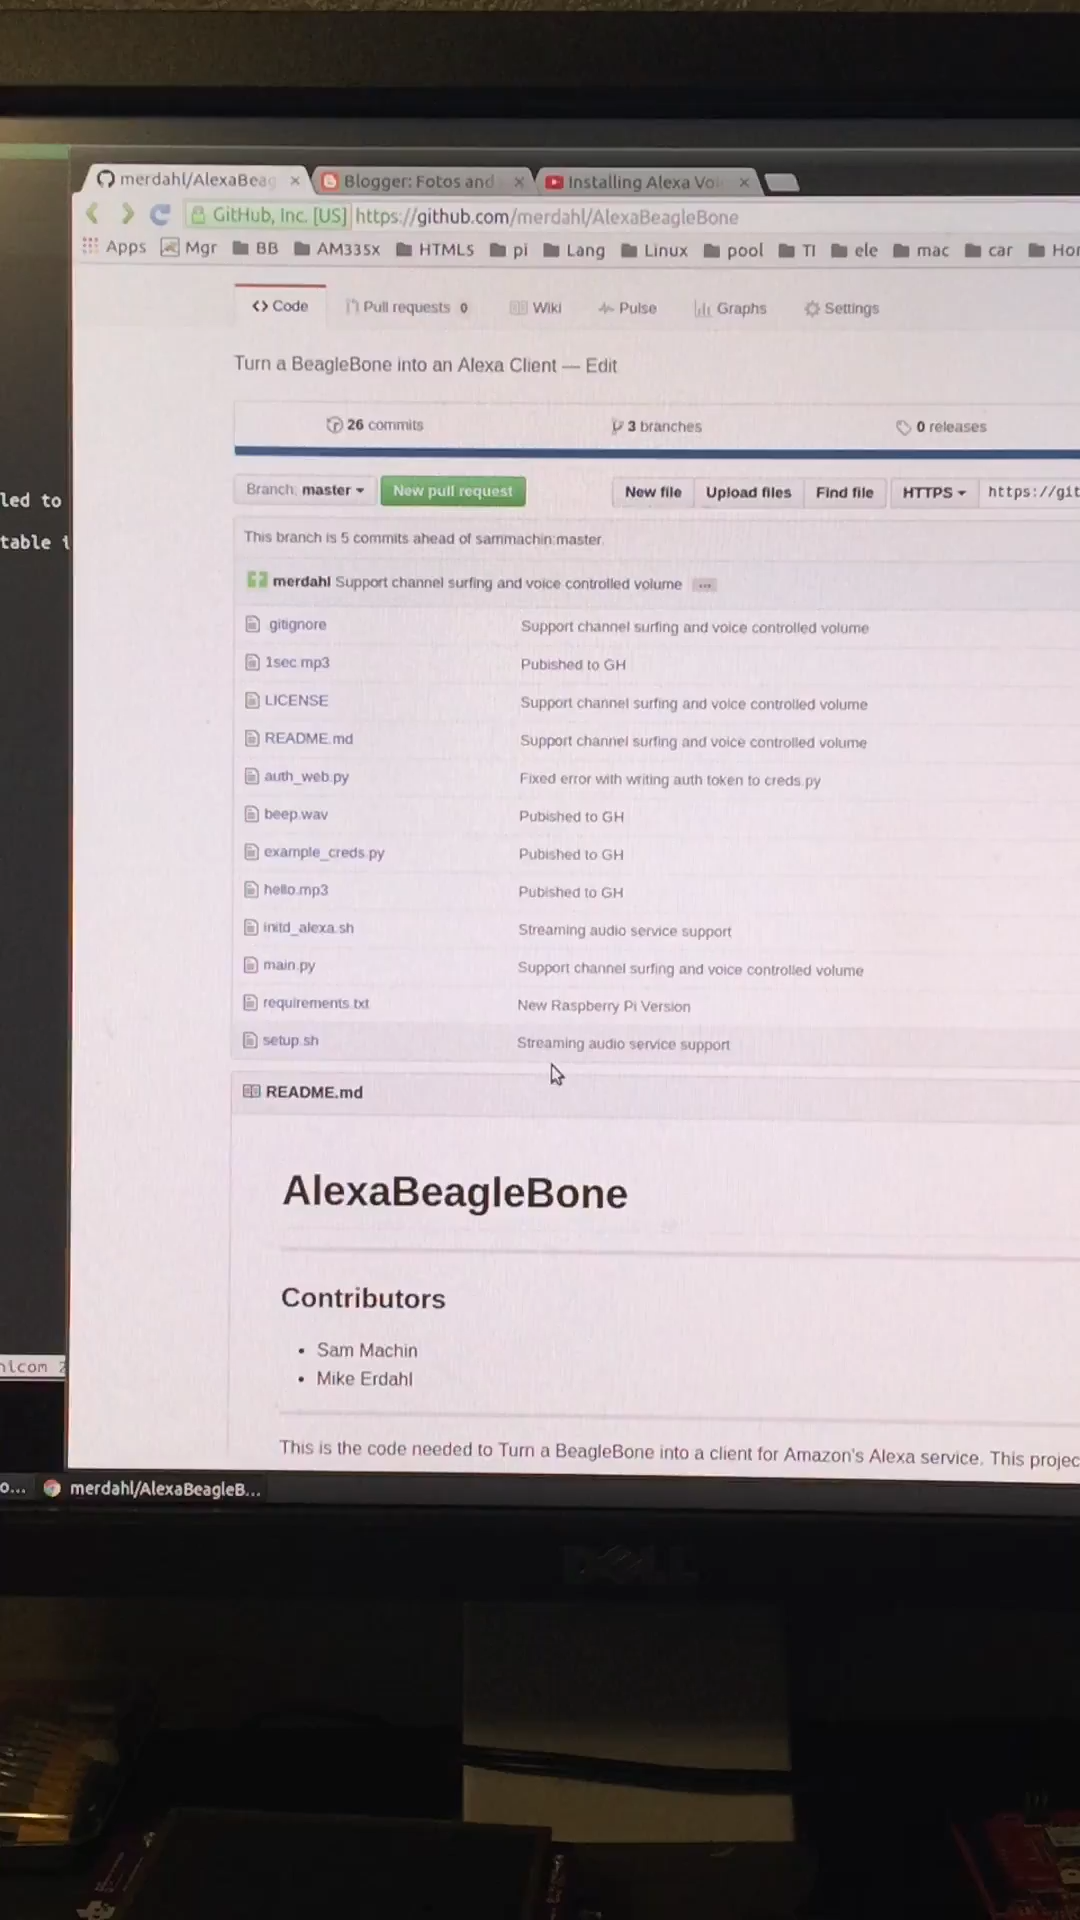 merdahl/AlexaBeag
Blogger: Fotos and
Installing Alexa Voi
GitHub, Inc. [US] https://github.com/merdahl/AlexaBeagleBone
Apps Mgr BB AM335x HTML5 pi Lang Linux pool TI ele mac car Hor
<> Code Pull requests 0 Wiki Pulse Graphs Settings
Turn a BeagleBone into an Alexa Client — Edit
26 commits 3 branches 0 releases
Branch: master New pull request New file Upload files Find file HTTPS https://git
led to
This branch is 5 commits ahead of sammachin:master.
table i
merdahl Support channel surfing and voice controlled volume ...
.gitignore Support channel surfing and voice controlled volume
1sec.mp3 Pubished to GH
LICENSE Support channel surfing and voice controlled volume
README.md Support channel surfing and voice controlled volume
auth_web.py Fixed error with writing auth token to creds.py
beep.wav Pubished to GH
example_creds.py Pubished to GH
hello.mp3 Pubished to GH
initd_alexa.sh Streaming audio service support
main.py Support channel surfing and voice controlled volume
requirements.txt New Raspberry Pi Version
setup.sh Streaming audio service support
README.md
AlexaBeagleBone
Contributors
• Sam Machin
• Mike Erdahl
nicom 2
This is the code needed to Turn a BeagleBone into a client for Amazon's Alexa service. This projec
o... merdahl/AlexaBeagleB...
DELL